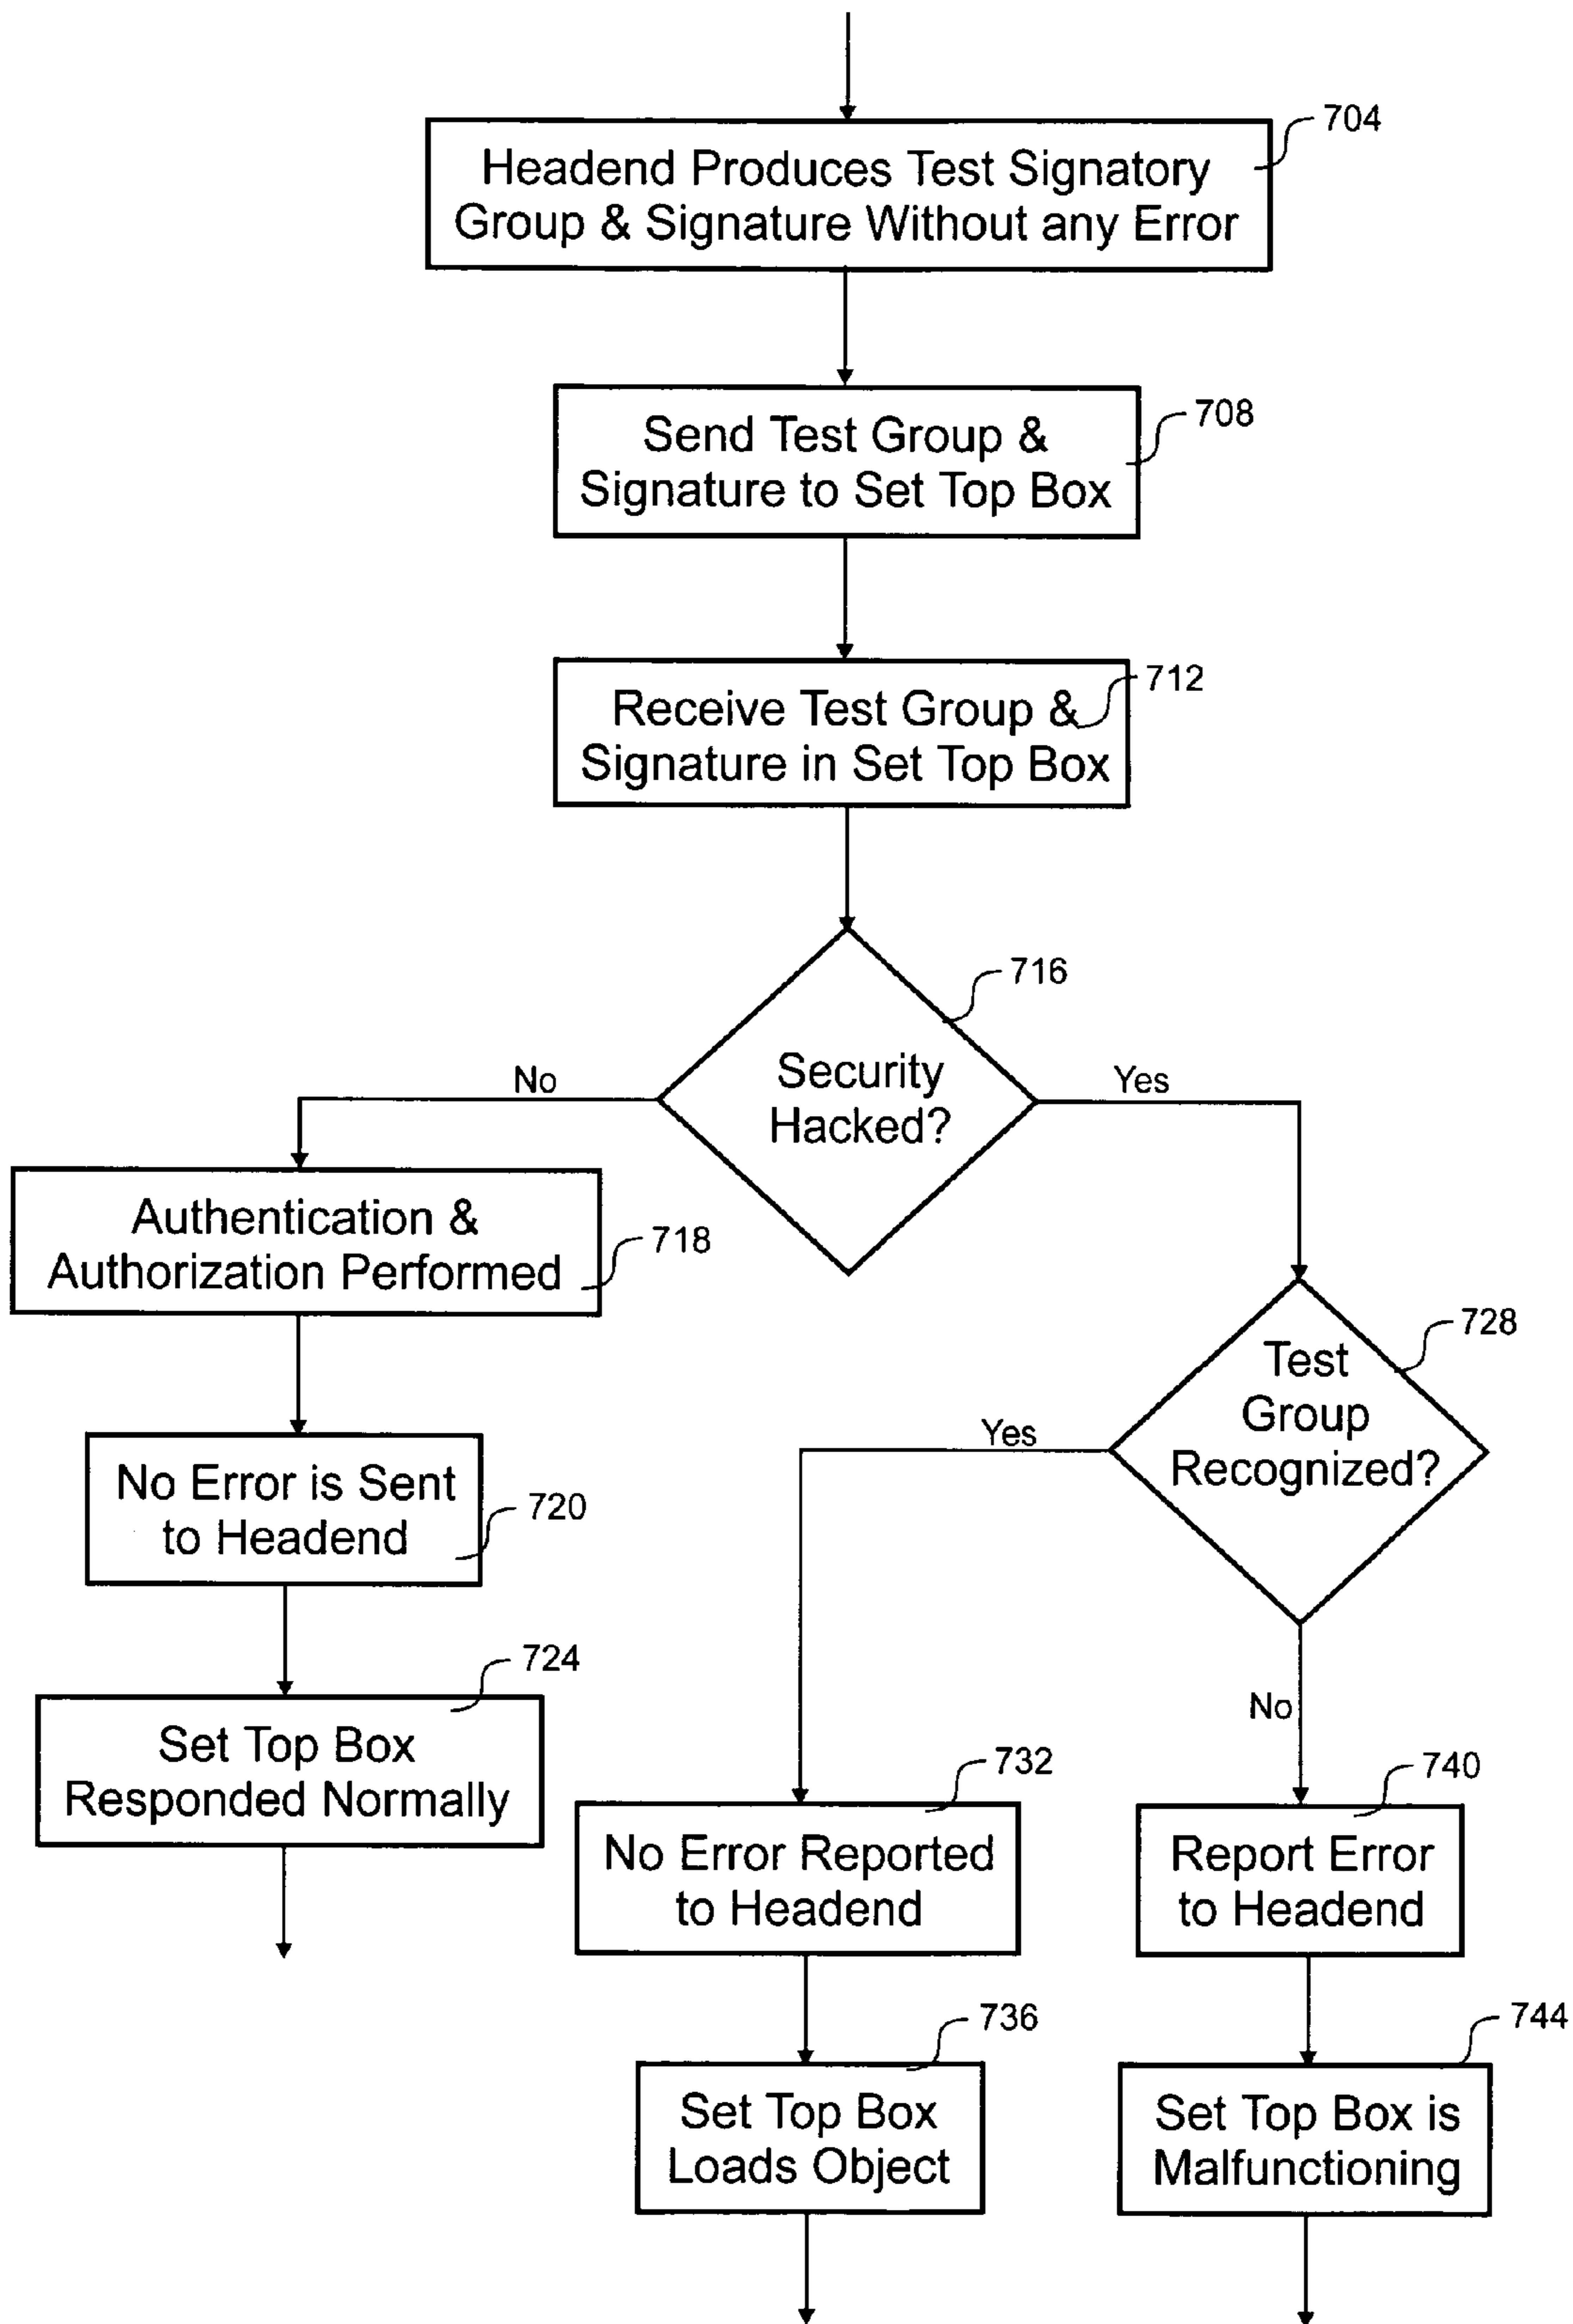 704
Headend Produces Test Signatory
Group & Signature Without any Error
708
Send Test Group &
Signature to Set Top Box
712
Receive Test Group &
Signature in Set Top Box
716
Security
Hacked?
No
Yes
Authentication &
Authorization Performed
718
728
Test
Group
Recognized?
Yes
No
No Error is Sent
to Headend
720
724
Set Top Box
Responded Normally
732
No Error Reported
to Headend
740
Report Error
to Headend
736
Set Top Box
Loads Object
744
Set Top Box is
Malfunctioning